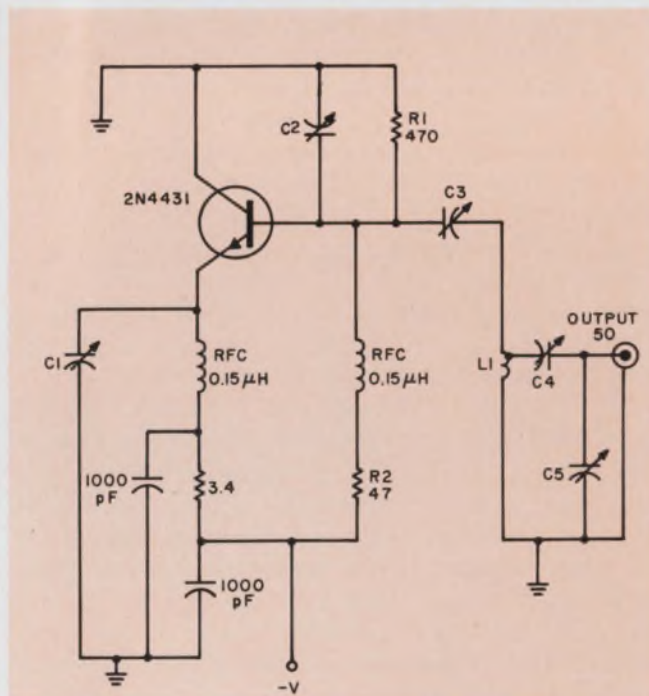 C2
R1
470
2N4431
C3
OUTPUT
50
RFC
0.15μH
RFC
0.15μH
C1
L1
C4
1000
pF
3.4
R2
47
C5
1000
pF
-V